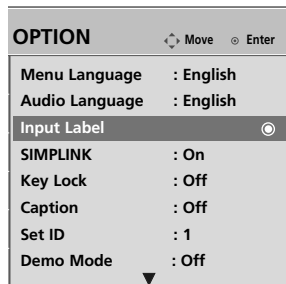 OPTION Move Enter
Menu Language : English
Audio Language : English
Input Label
SIMPLINK : On
Key Lock : Off
Caption : Off
Set ID : 1
Demo Mode : Off